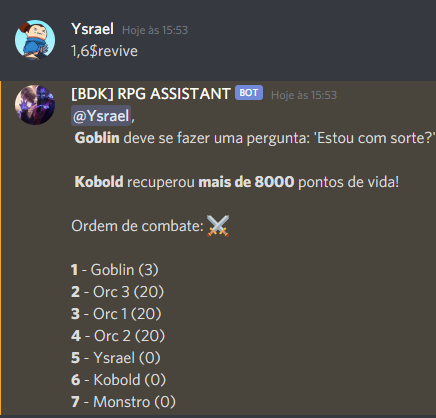 Ysrael Hoje às 15:53
1,6$revive
[BDK] RPG ASSISTANT BOT Hoje às 15:53
@Ysrael,
Goblin deve se fazer uma pergunta: 'Estou com sorte?'
Kobold recuperou mais de 8000 pontos de vida!
Ordem de combate: ⚔️
1 - Goblin (3)
2 - Orc 3 (20)
3 - Orc 1 (20)
4 - Orc 2 (20)
5 - Ysrael (0)
6 - Kobold (0)
7 - Monstro (0)